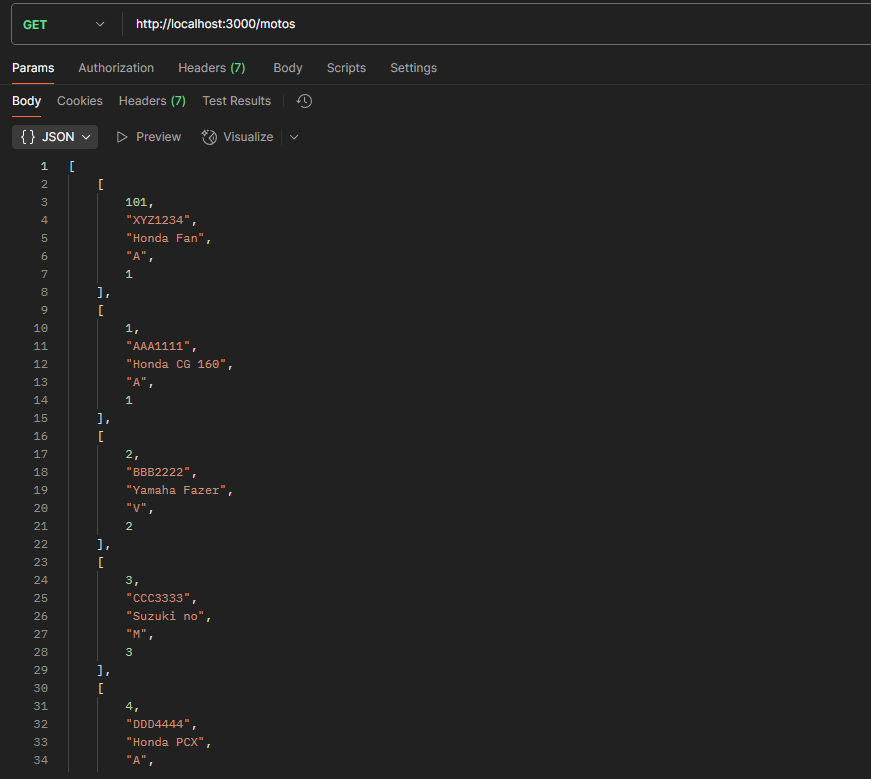 GET http://localhost:3000/motos
Params Authorization Headers (7) Body Scripts Settings
Body Cookies Headers (7) Test Results
{ } JSON Preview Visualize
1 [
2 [
3 101,
4 "XYZ1234",
5 "Honda Fan",
6 "A",
7 1
8 ],
9 [
10 1,
11 "AAA1111",
12 "Honda CG 160",
13 "A",
14 1
15 ],
16 [
17 2,
18 "BBB2222",
19 "Yamaha Fazer",
20 "V",
21 2
22 ],
23 [
24 3,
25 "CCC3333",
26 "Suzuki no",
27 "M",
28 3
29 ],
30 [
31 4,
32 "DDD4444",
33 "Honda PCX",
34 "A",